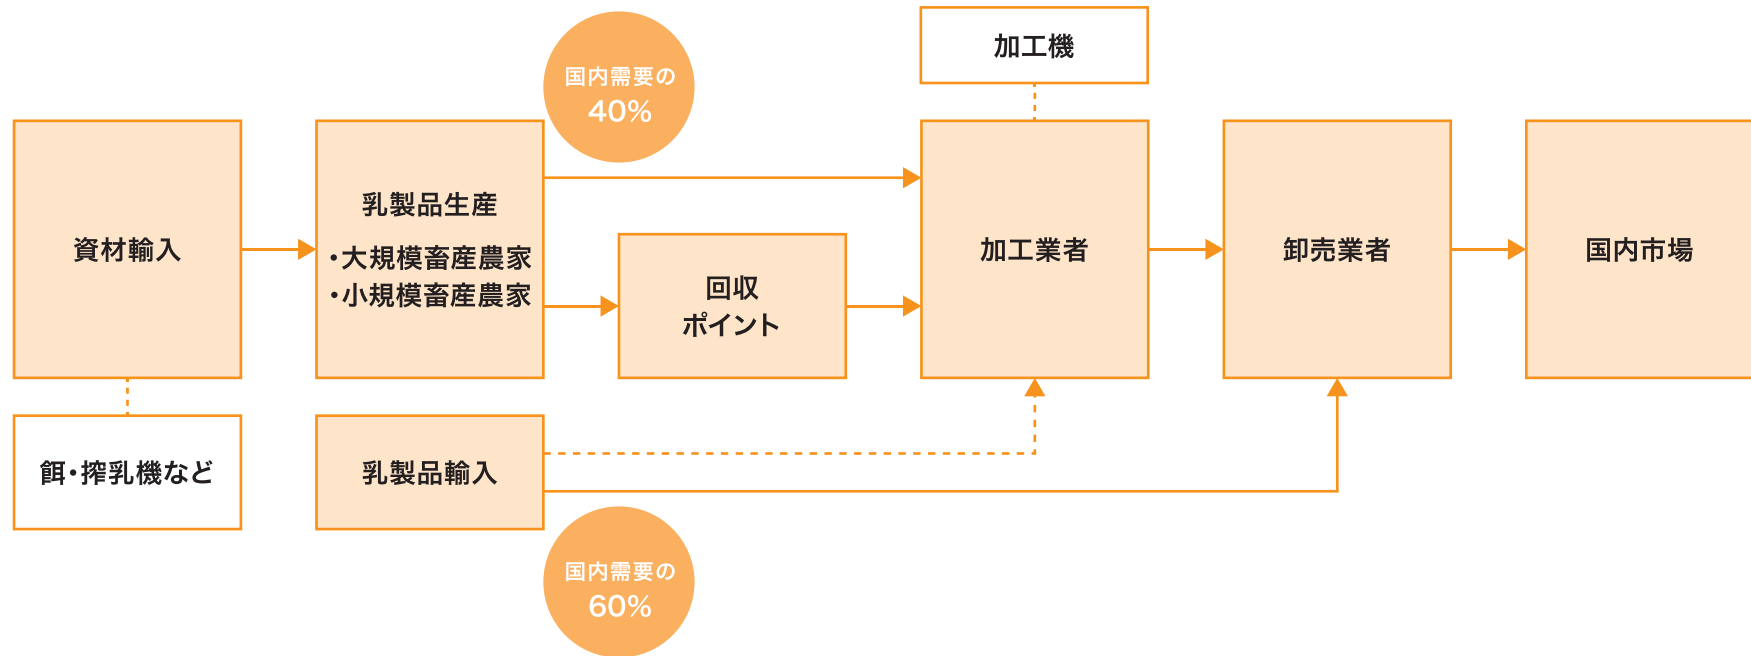 国内需要の
40%
加工機
資材輸入
乳製品生産
・大規模畜産農家
・小規模畜産農家
回収
ポイント
加工業者
卸売業者
国内市場
餌・搾乳機など
乳製品輸入
国内需要の
60%